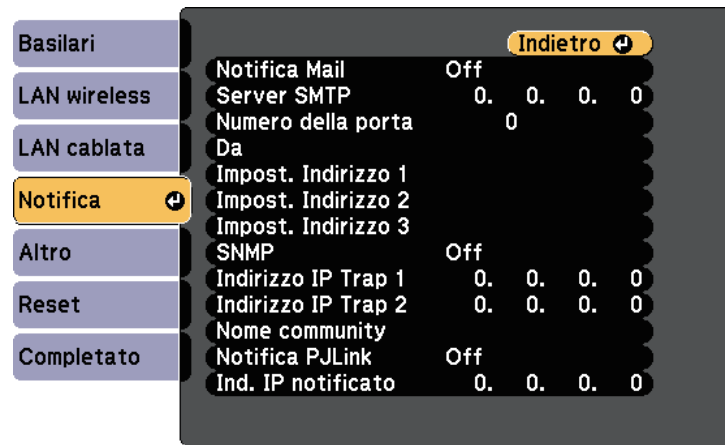 Basilari
LAN wireless
LAN cablata
Notifica
Altro
Reset
Completato
Indietro
Notifica Mail Off
Server SMTP 0. 0. 0. 0
Numero della porta 0
Da
Impost. Indirizzo 1
Impost. Indirizzo 2
Impost. Indirizzo 3
SNMP Off
Indirizzo IP Trap 1 0. 0. 0. 0
Indirizzo IP Trap 2 0. 0. 0. 0
Nome community
Notifica PJLink Off
Ind. IP notificato 0. 0. 0. 0